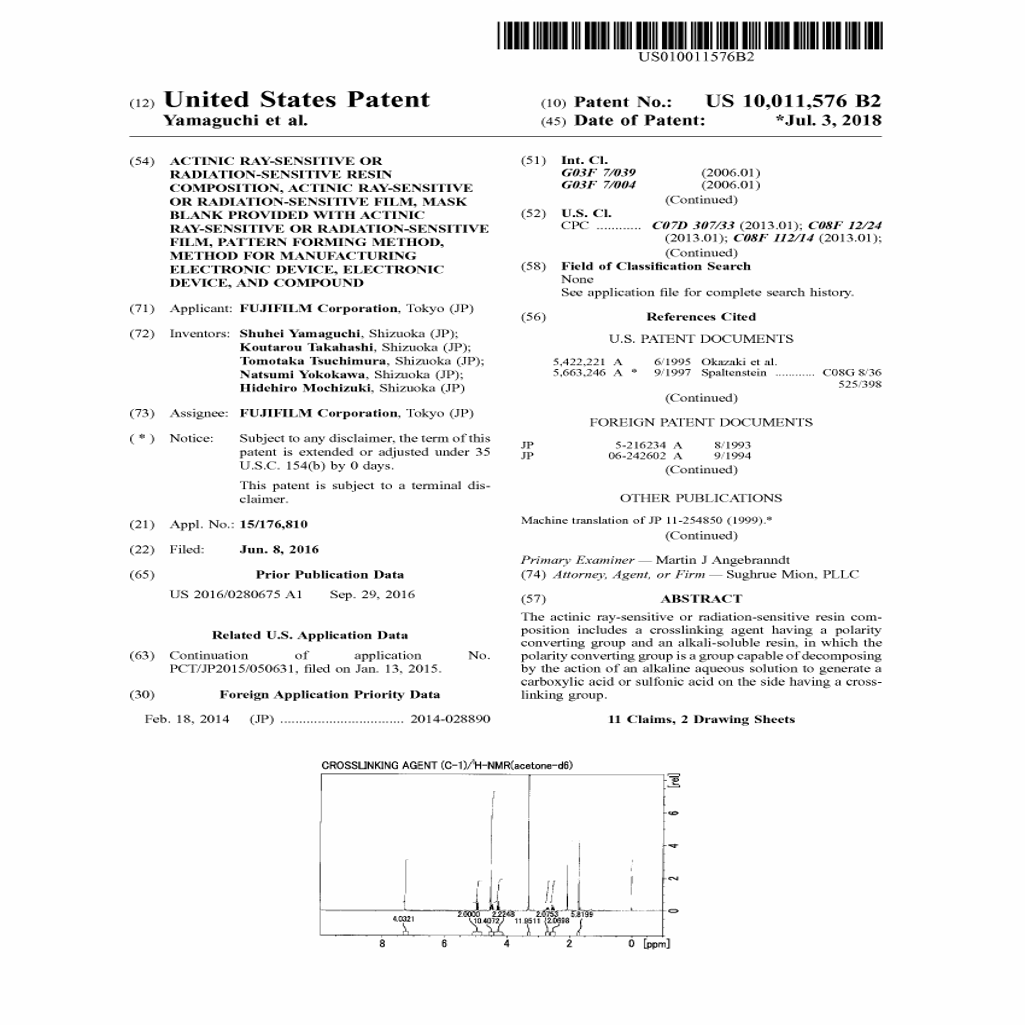 US010011576B2
(12) United States Patent
Yamaguchi et al.
(10) Patent No.: US 10,011,576 B2
(45) Date of Patent: *Jul. 3, 2018
(54) ACTINIC RAY-SENSITIVE OR
RADIATION-SENSITIVE RESIN
COMPOSITION, ACTINIC RAY-SENSITIVE
OR RADIATION-SENSITIVE FILM, MASK
BLANK PROVIDED WITH ACTINIC
RAY-SENSITIVE OR RADIATION-SENSITIVE
FILM, PATTERN FORMING METHOD,
METHOD FOR MANUFACTURING
ELECTRONIC DEVICE, ELECTRONIC
DEVICE, AND COMPOUND
(71) Applicant: FUJIFILM Corporation, Tokyo (JP)
(72) Inventors: Shuhei Yamaguchi, Shizuoka (JP);
Koutarou Takahashi, Shizuoka (JP);
Tomotaka Tsuchimura, Shizuoka (JP);
Natsumi Yokokawa, Shizuoka (JP);
Hidehiro Mochizuki, Shizuoka (JP)
(73) Assignee: FUJIFILM Corporation, Tokyo (JP)
( * ) Notice: Subject to any disclaimer, the term of this
patent is extended or adjusted under 35
U.S.C. 154(b) by 0 days.
This patent is subject to a terminal dis-
claimer.
(21) Appl. No.: 15/176,810
(22) Filed: Jun. 8, 2016
(65) Prior Publication Data
US 2016/0280675 A1 Sep. 29, 2016
Related U.S. Application Data
(63) Continuation of application No.
PCT/JP2015/050631, filed on Jan. 13, 2015.
(30) Foreign Application Priority Data
Feb. 18, 2014 (JP) ................................ 2014-028890
(51) Int. Cl.
G03F 7/039 (2006.01)
G03F 7/004 (2006.01)
(Continued)
(52) U.S. Cl.
CPC ............ C07D 307/33 (2013.01); C08F 12/24
(2013.01); C08F 112/14 (2013.01);
(Continued)
(58) Field of Classification Search
None
See application file for complete search history.
(56) References Cited
U.S. PATENT DOCUMENTS
5,422,221 A 6/1995 Okazaki et al.
5,663,246 A * 9/1997 Spaltenstein ........... C08G 8/36
525/398
(Continued)
FOREIGN PATENT DOCUMENTS
JP 5-216234 A 8/1993
JP 06-242602 A 9/1994
(Continued)
OTHER PUBLICATIONS
Machine translation of JP 11-254850 (1999).*
(Continued)
Primary Examiner — Martin J Angebranndt
(74) Attorney, Agent, or Firm — Sughrue Mion, PLLC
(57) ABSTRACT
The actinic ray-sensitive or radiation-sensitive resin com-
position includes a crosslinking agent having a polarity
converting group and an alkali-soluble resin, in which the
polarity converting group is a group capable of decomposing
by the action of an alkaline aqueous solution to generate a
carboxylic acid or sulfonic acid on the side having a cross-
linking group.
11 Claims, 2 Drawing Sheets
CROSSLINKING AGENT (C-1)/¹H-NMR(acetone-d6)
[rel]
6
4
2
0
4.0321 2.0000 2.2248 2.0753 5.8199
10.4072 11.9511 2.0698
8 6 4 2 0 [ppm]